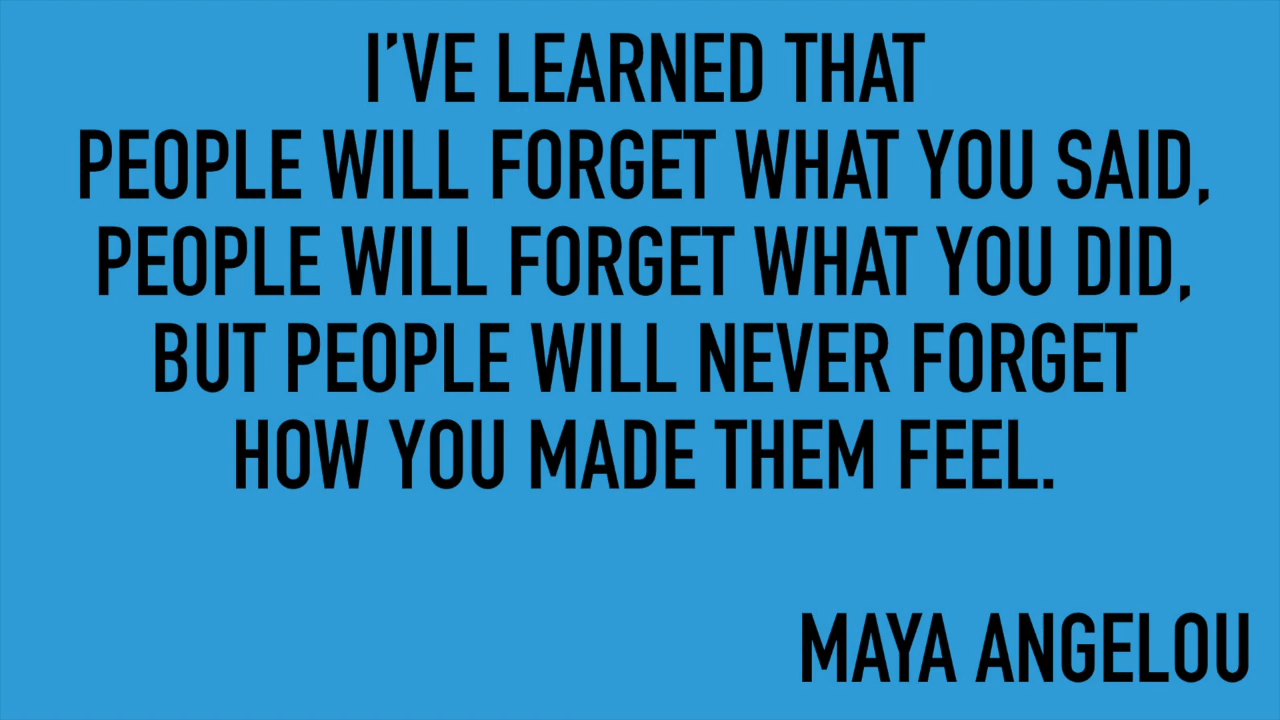 I'VE LEARNED THAT
PEOPLE WILL FORGET WHAT YOU SAID,
PEOPLE WILL FORGET WHAT YOU DID,
BUT PEOPLE WILL NEVER FORGET
HOW YOU MADE THEM FEEL.
MAYA ANGELOU